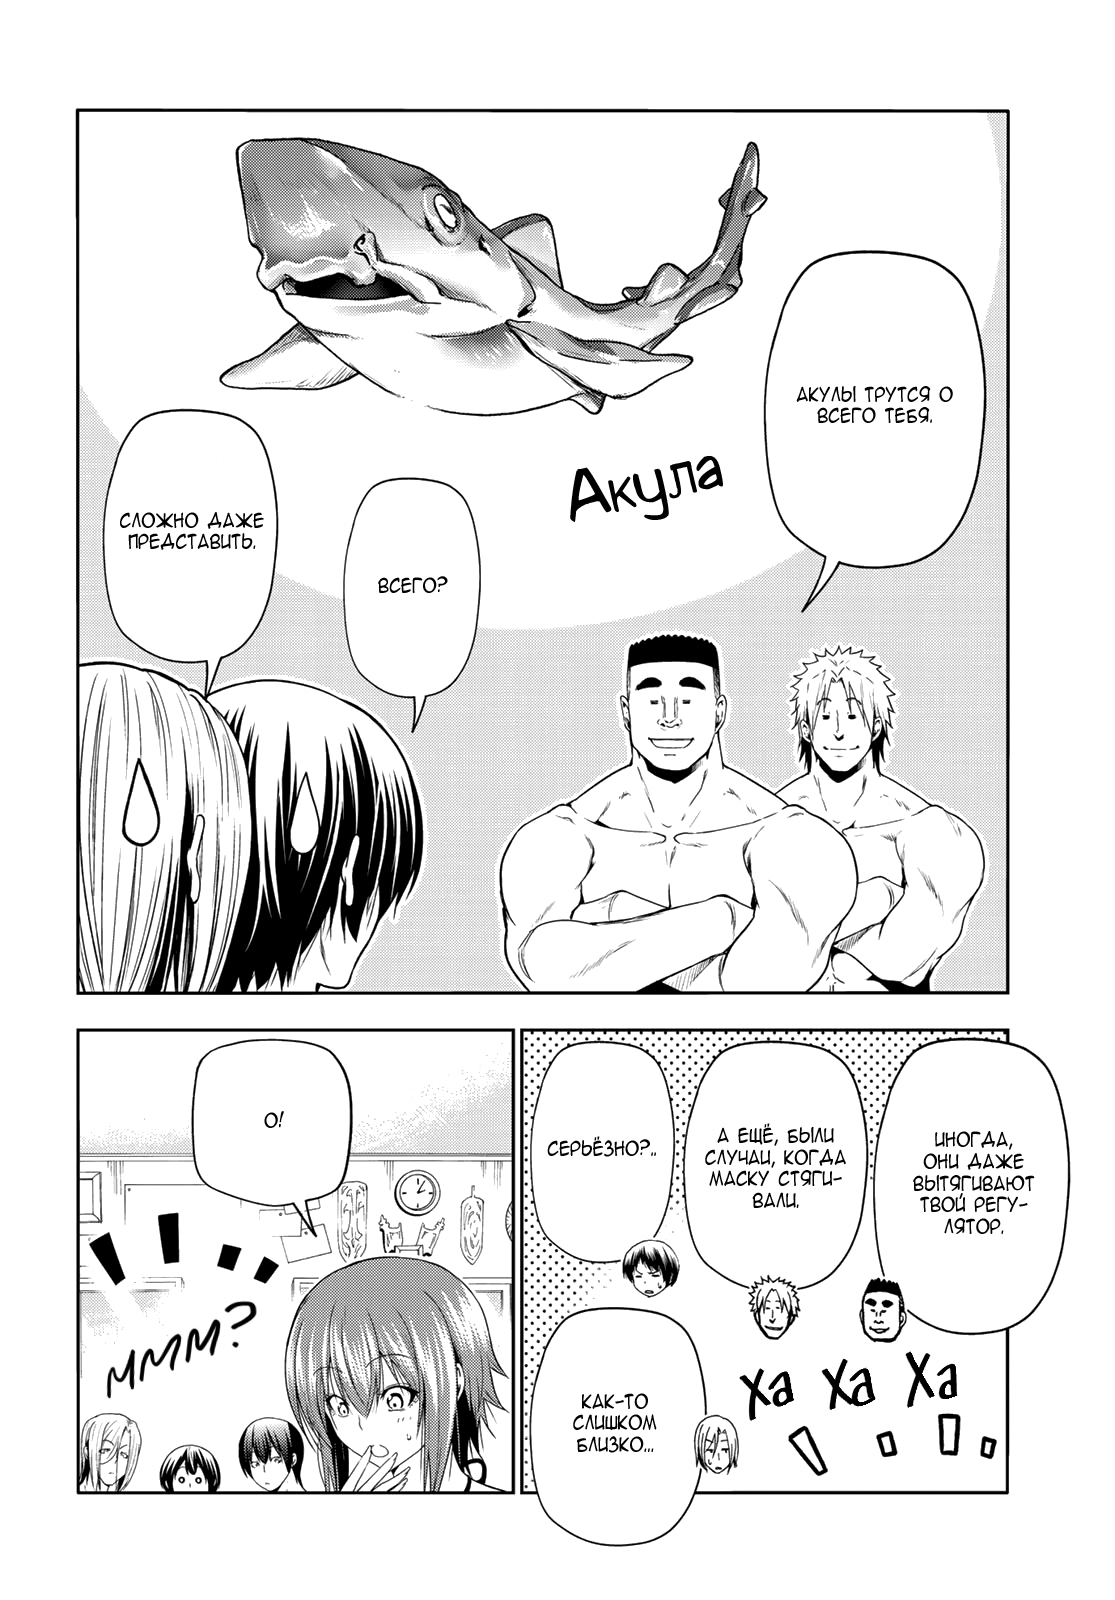 АКУЛЫ ТРУТСЯ О
ВСЕГО ТЕБЯ.
Акула
ВСЕГО?
СЛОЖНО ДАЖЕ
ПРЕДСТАВИТЬ.
ИНОГДА,
ОНИ ДАЖЕ
ВЫТЯГИВАЮТ
ТВОЙ РЕГУ-
ЛЯТОР.
А ЕЩЁ, БЫЛИ
СЛУЧАИ, КОГДА
МАСКУ СТЯГИ-
ВАЛИ.
СЕРЬЁЗНО?..
Ха Ха Ха
КАК-ТО
СЛИШКОМ
БЛИЗКО...
О!
МММ?